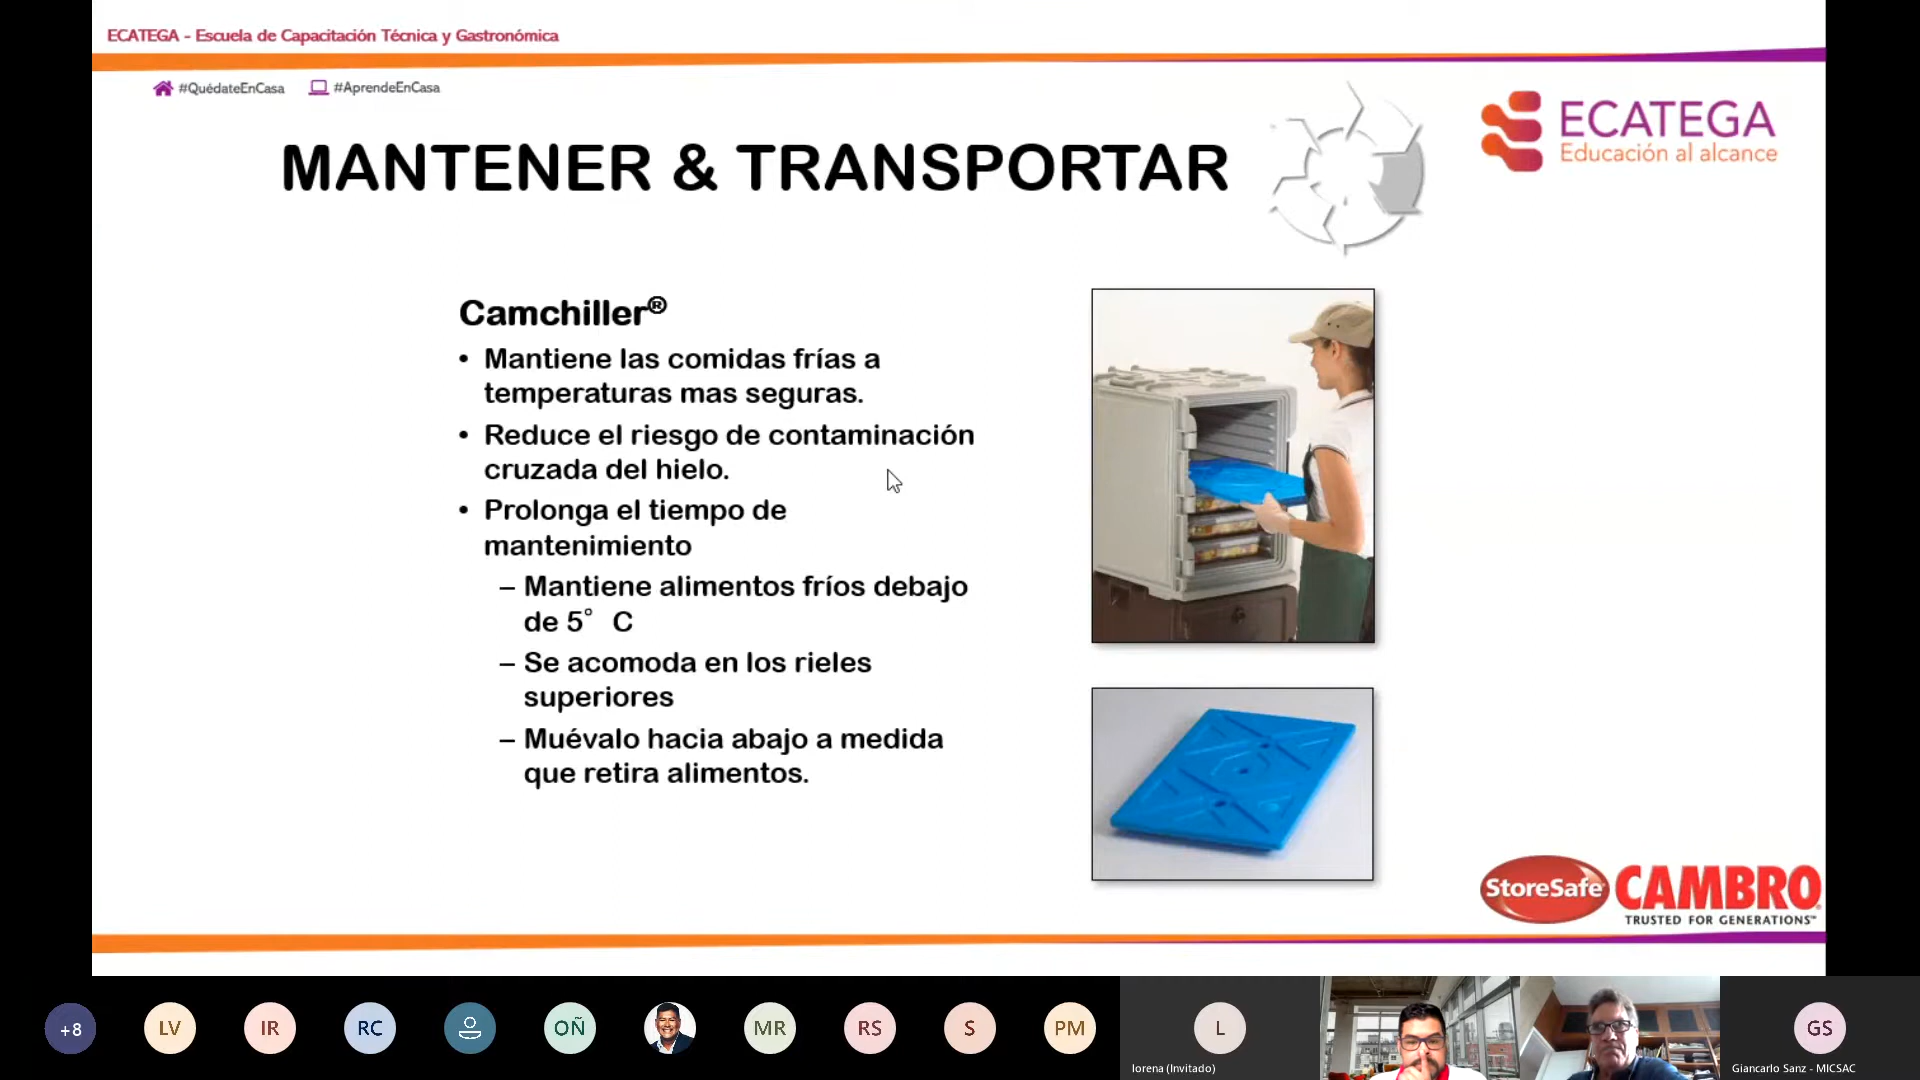 ECATEGA - Escuela de Capacitación Técnica y Gastronómica
#QuédateEnCasa #AprendeEnCasa
MANTENER & TRANSPORTAR
ECATEGA
Educación al alcance
Camchiller®
• Mantiene las comidas frías a
temperaturas mas seguras.
• Reduce el riesgo de contaminación
cruzada del hielo.
• Prolonga el tiempo de
mantenimiento
– Mantiene alimentos fríos debajo
de 5° C
– Se acomoda en los rieles
superiores
– Muévalo hacia abajo a medida
que retira alimentos.
StoreSafe CAMBRO®
TRUSTED FOR GENERATIONS™
+8 LV IR RC OÑ MR RS S PM L GS
lorena (Invitado)
Giancarlo Sanz - MICSAC